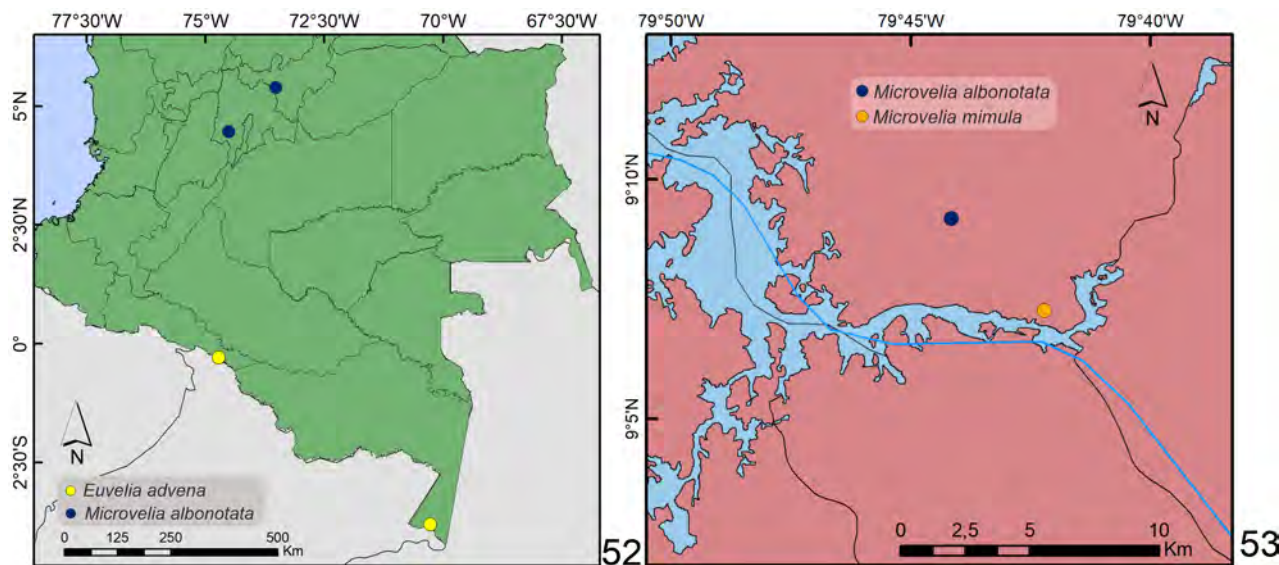 77°30'W 75°W 72°30'W 70°W 67°30'W
5°N
2°30'N
0°
2°30'S
N
Euvelia advena
Microvelia albonotata
0 125 250 500
Km
52
79°50'W 79°45'W 79°40'W
9°10'N
9°5'N
Microvelia albonotata
Microvelia mimula
N
0 2,5 5 10
Km
53